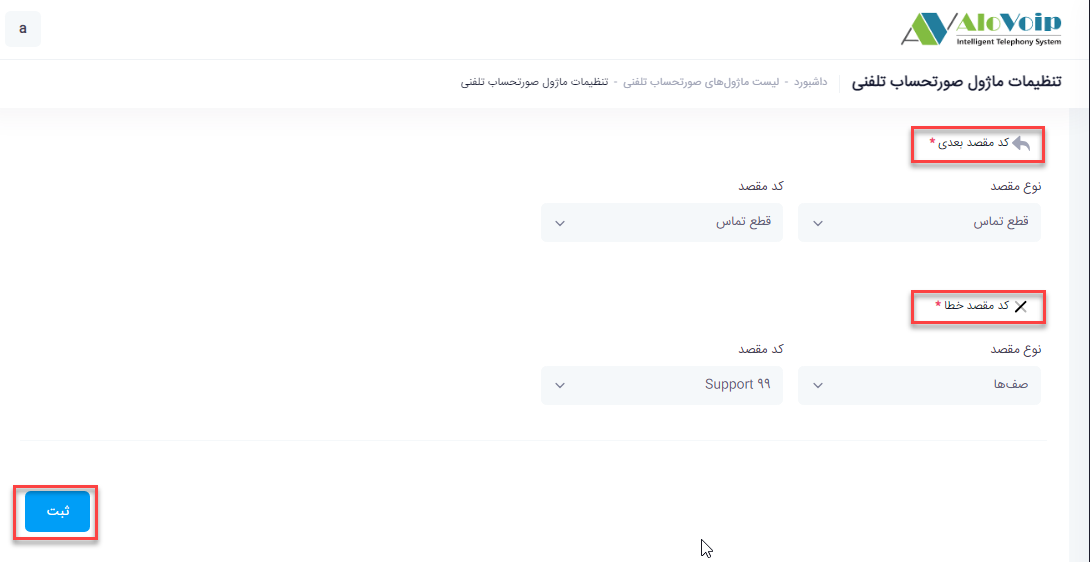 a
AloVoip
Intelligent Telephony System
تنظیمات ماژول صورتحساب تلفنی
داشبورد - لیست ماژول‌های صورتحساب تلفنی - تنظیمات ماژول صورتحساب تلفنی
کد مقصد بعدی *
نوع مقصد
کد مقصد
قطع تماس
قطع تماس
کد مقصد خطا *
نوع مقصد
کد مقصد
صف‌ها
Support ۹۹
ثبت